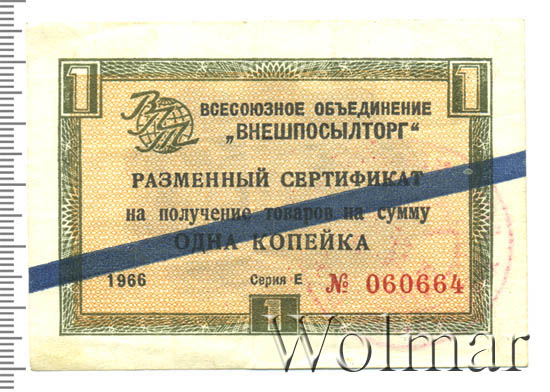 1 1
ВПТ
ВСЕСОЮЗНОЕ ОБЪЕДИНЕНИЕ
„ВНЕШПОСЫЛТОРГ“
РАЗМЕННЫЙ СЕРТИФИКАТ
на получение товаров на сумму
ОДНА КОПЕЙКА
1966 Серия Е № 060664
1
Wolmar